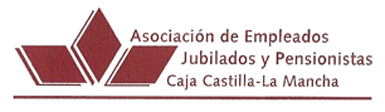 Asociación de Empleados
Jubilados y Pensionistas
Caja Castilla-La Mancha